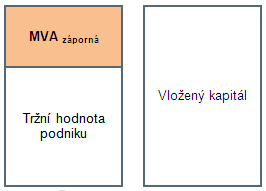 MVA záporná
Tržní hodnota
podniku
Vložený kapitál